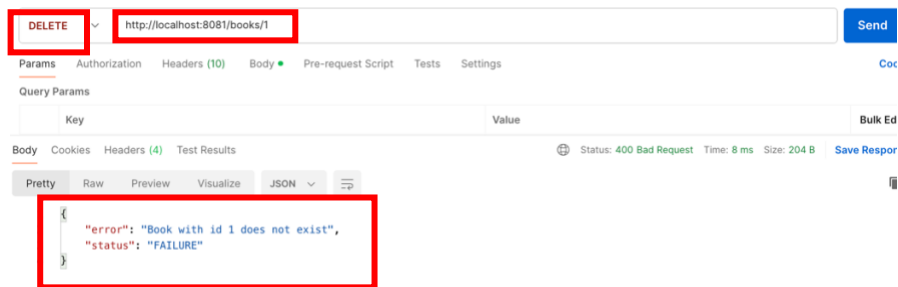 DELETE http://localhost:8081/books/1 Send
Params Authorization Headers (10) Body Pre-request Script Tests Settings Coo
Query Params
Key Value Bulk Ed
Body Cookies Headers (4) Test Results Status: 400 Bad Request Time: 8 ms Size: 204 B Save Respor
Pretty Raw Preview Visualize JSON
{
"error": "Book with id 1 does not exist",
"status": "FAILURE"
}